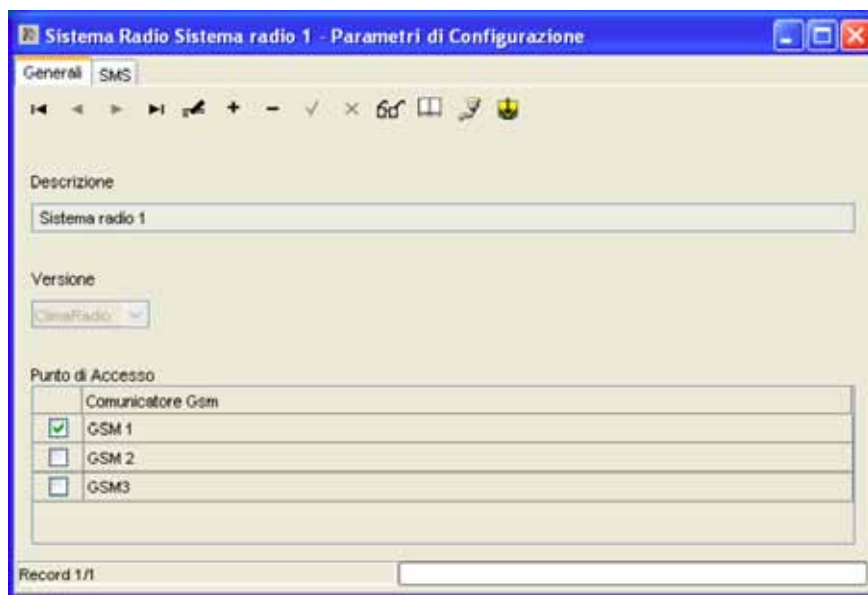 Sistema Radio Sistema radio 1 - Parametri di Configurazione
Generali SMS
Descrizione
Sistema radio 1
Versione
ClimaRadio
Punto di Accesso
Comunicatore Gsm
GSM 1
GSM 2
GSM3
Record 1/1